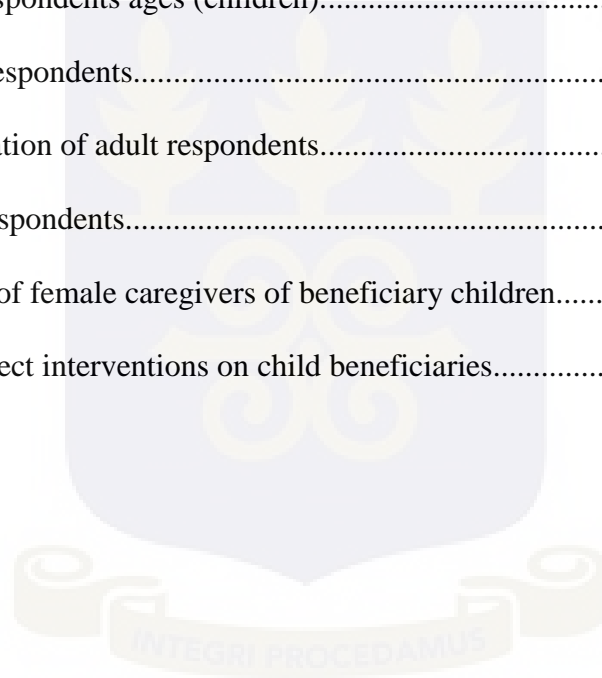 spondents ages (children)..............................
espondents............................................................
ation of adult respondents..............................
spondents............................................................
of female caregivers of beneficiary children......
ect interventions on child beneficiaries..............
INTEGRI PROCEDAMUS